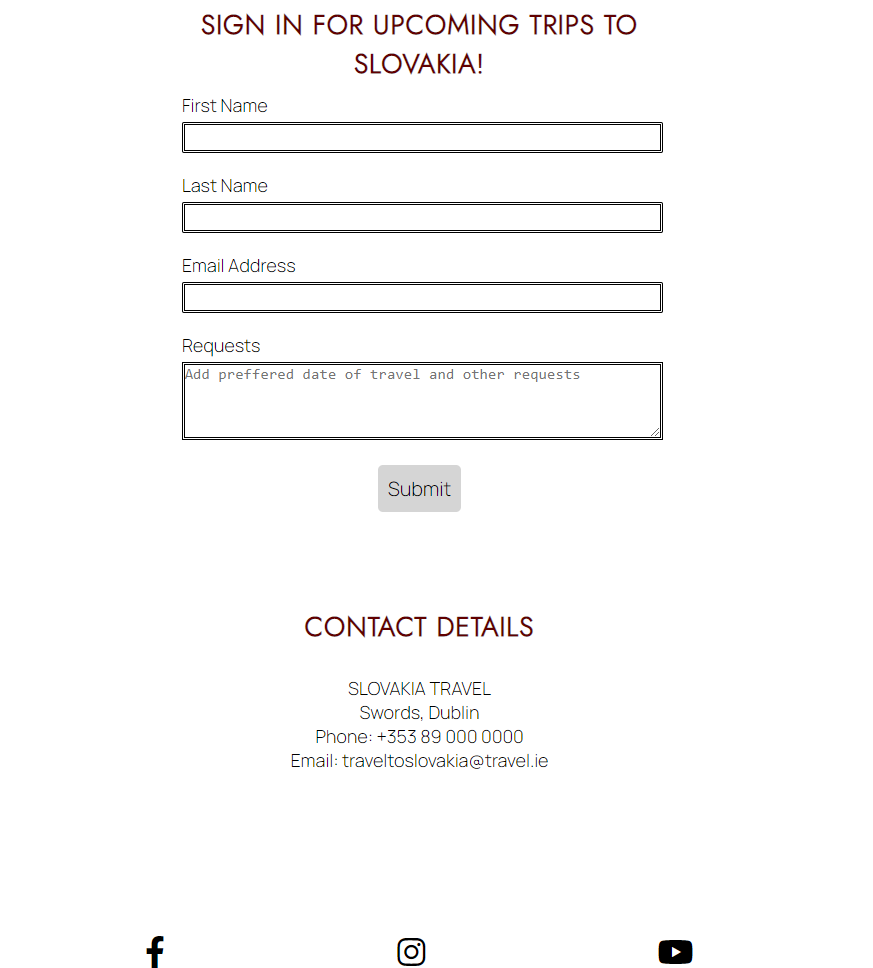 SIGN IN FOR UPCOMING TRIPS TO
SLOVAKIA!
First Name
Last Name
Email Address
Requests
Add preffered date of travel and other requests
Submit
CONTACT DETAILS
SLOVAKIA TRAVEL
Swords, Dublin
Phone: +353 89 000 0000
Email: traveltoslovakia@travel.ie